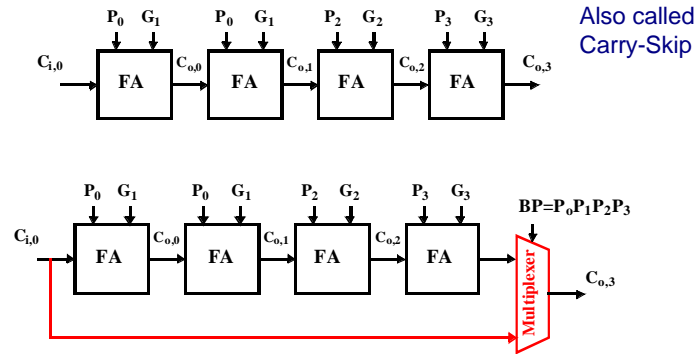 P0 G1 P0 G1 P2 G2 P3 G3
Also called
Carry-Skip
Ci,0 FA Co,0 FA Co,1 FA Co,2 FA Co,3
P0 G1 P0 G1 P2 G2 P3 G3 BP=PoP1P2P3
Ci,0 FA Co,0 FA Co,1 FA Co,2 FA Multiplexer Co,3